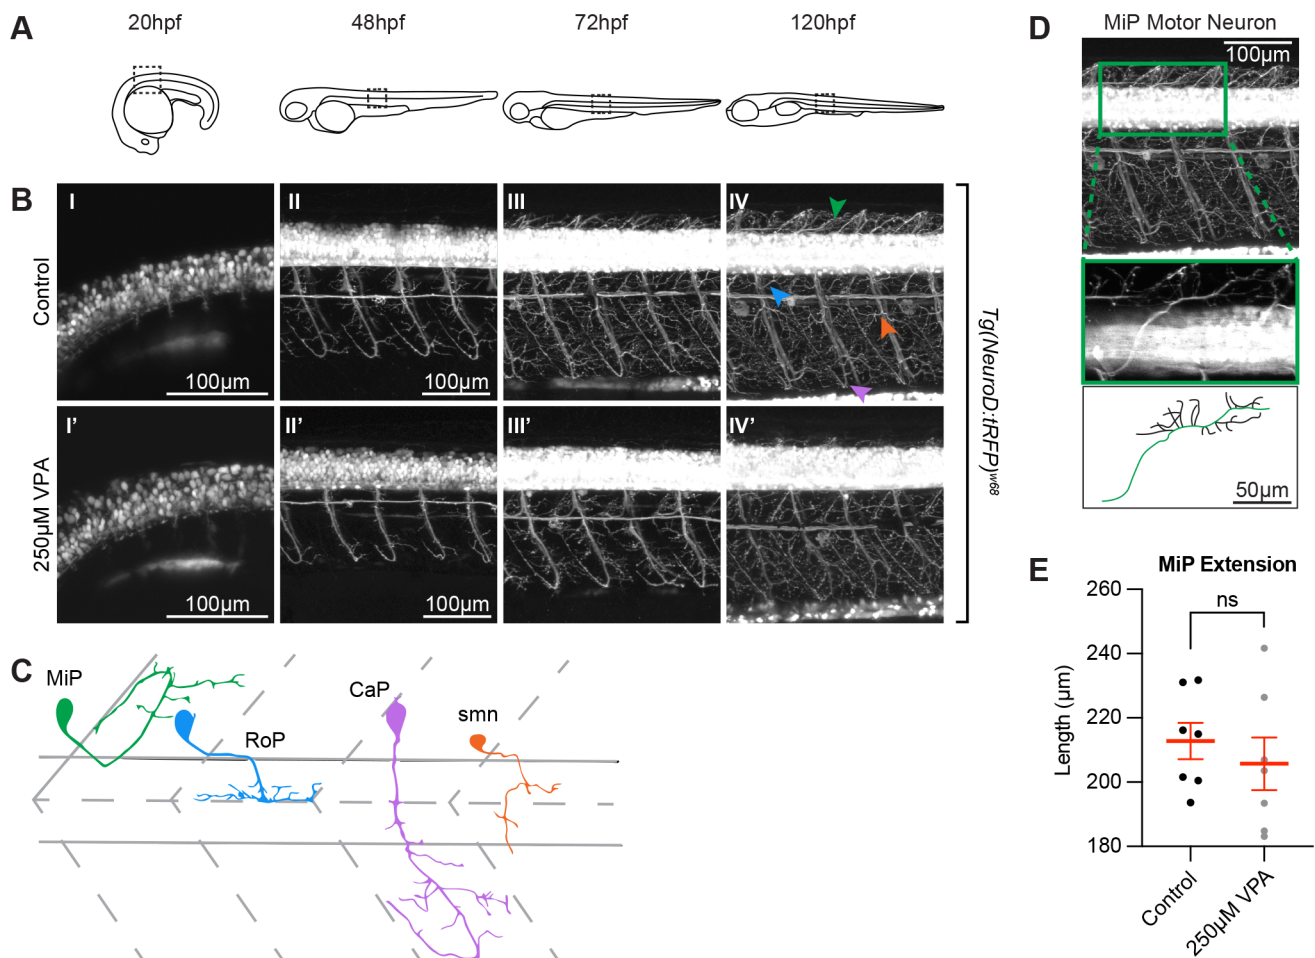 A
20hpf
48hpf
72hpf
120hpf
B
Control
I
100µm
II
100µm
III
IV
250µM VPA
I'
100µm
II'
100µm
III'
IV'
Tg(NeuroD:tRFP)w68
C
MiP
RoP
CaP
smn
D
MiP Motor Neuron
100µm
50µm
E
MiP Extension
ns
Length (µm)
260
240
220
200
180
Control
250µM VPA